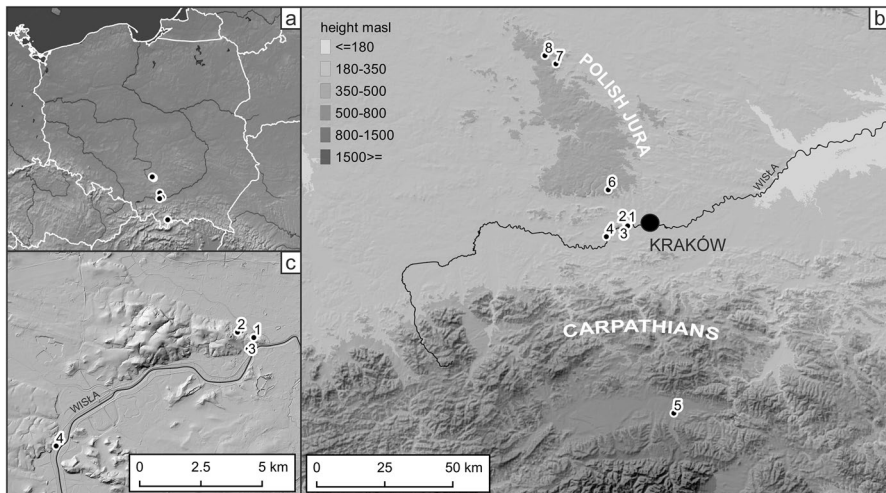 a
b
height masl
<=180
180-350
350-500
500-800
800-1500
1500>=
8
7
POLISH JURA
6
WISŁA
2 1
4 3
KRAKÓW
CARPATHIANS
5
0 25 50 km
c
2 1
3
WISŁA
4
0 2.5 5 km